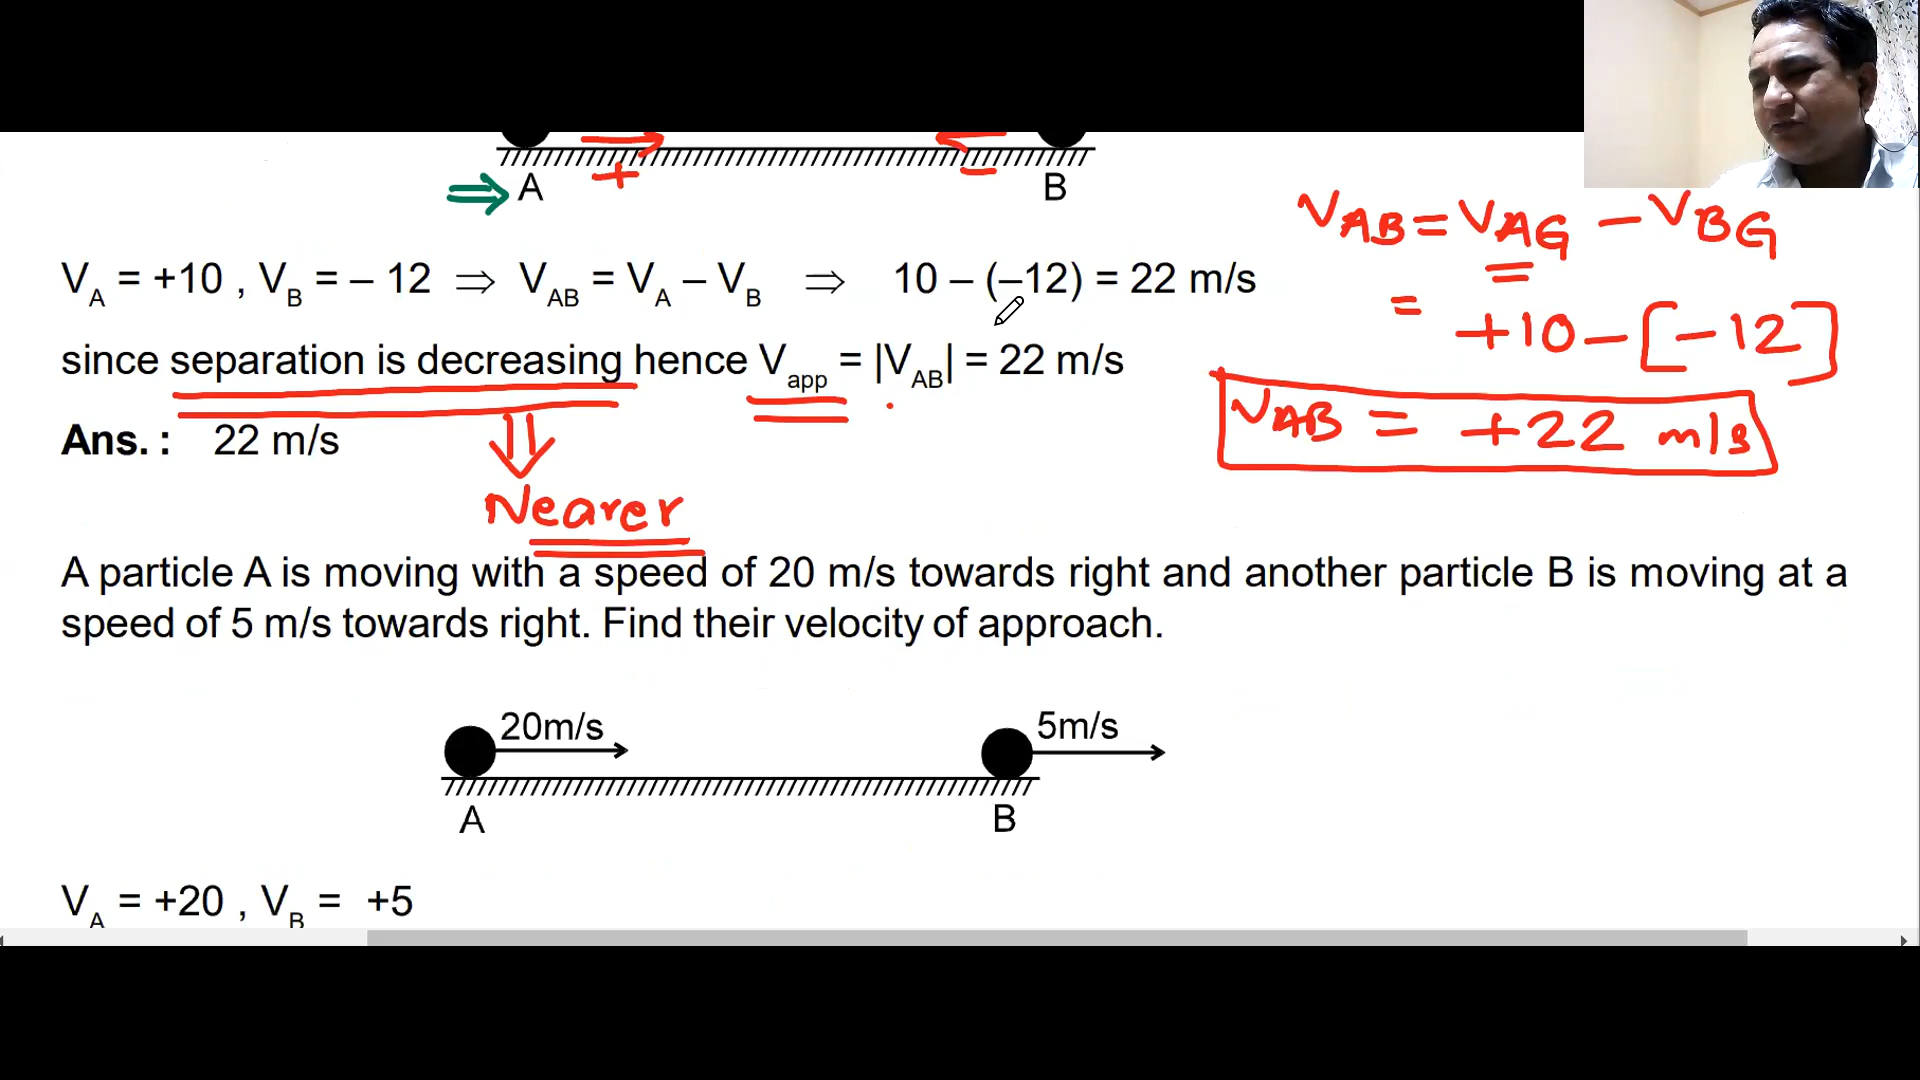 + –
A B
V_AB = V_AG – V_BG
V_A = +10 , V_B = – 12 ⇒ V_AB = V_A – V_B ⇒ 10 – (–12) = 22 m/s
= +10 – [–12]
since separation is decreasing hence V_app = |V_AB| = 22 m/s
V_AB = +22 m/s
Ans. : 22 m/s
Nearer
A particle A is moving with a speed of 20 m/s towards right and another particle B is moving at a
speed of 5 m/s towards right. Find their velocity of approach.
20m/s 5m/s
A B
V_A = +20 , V_B = +5